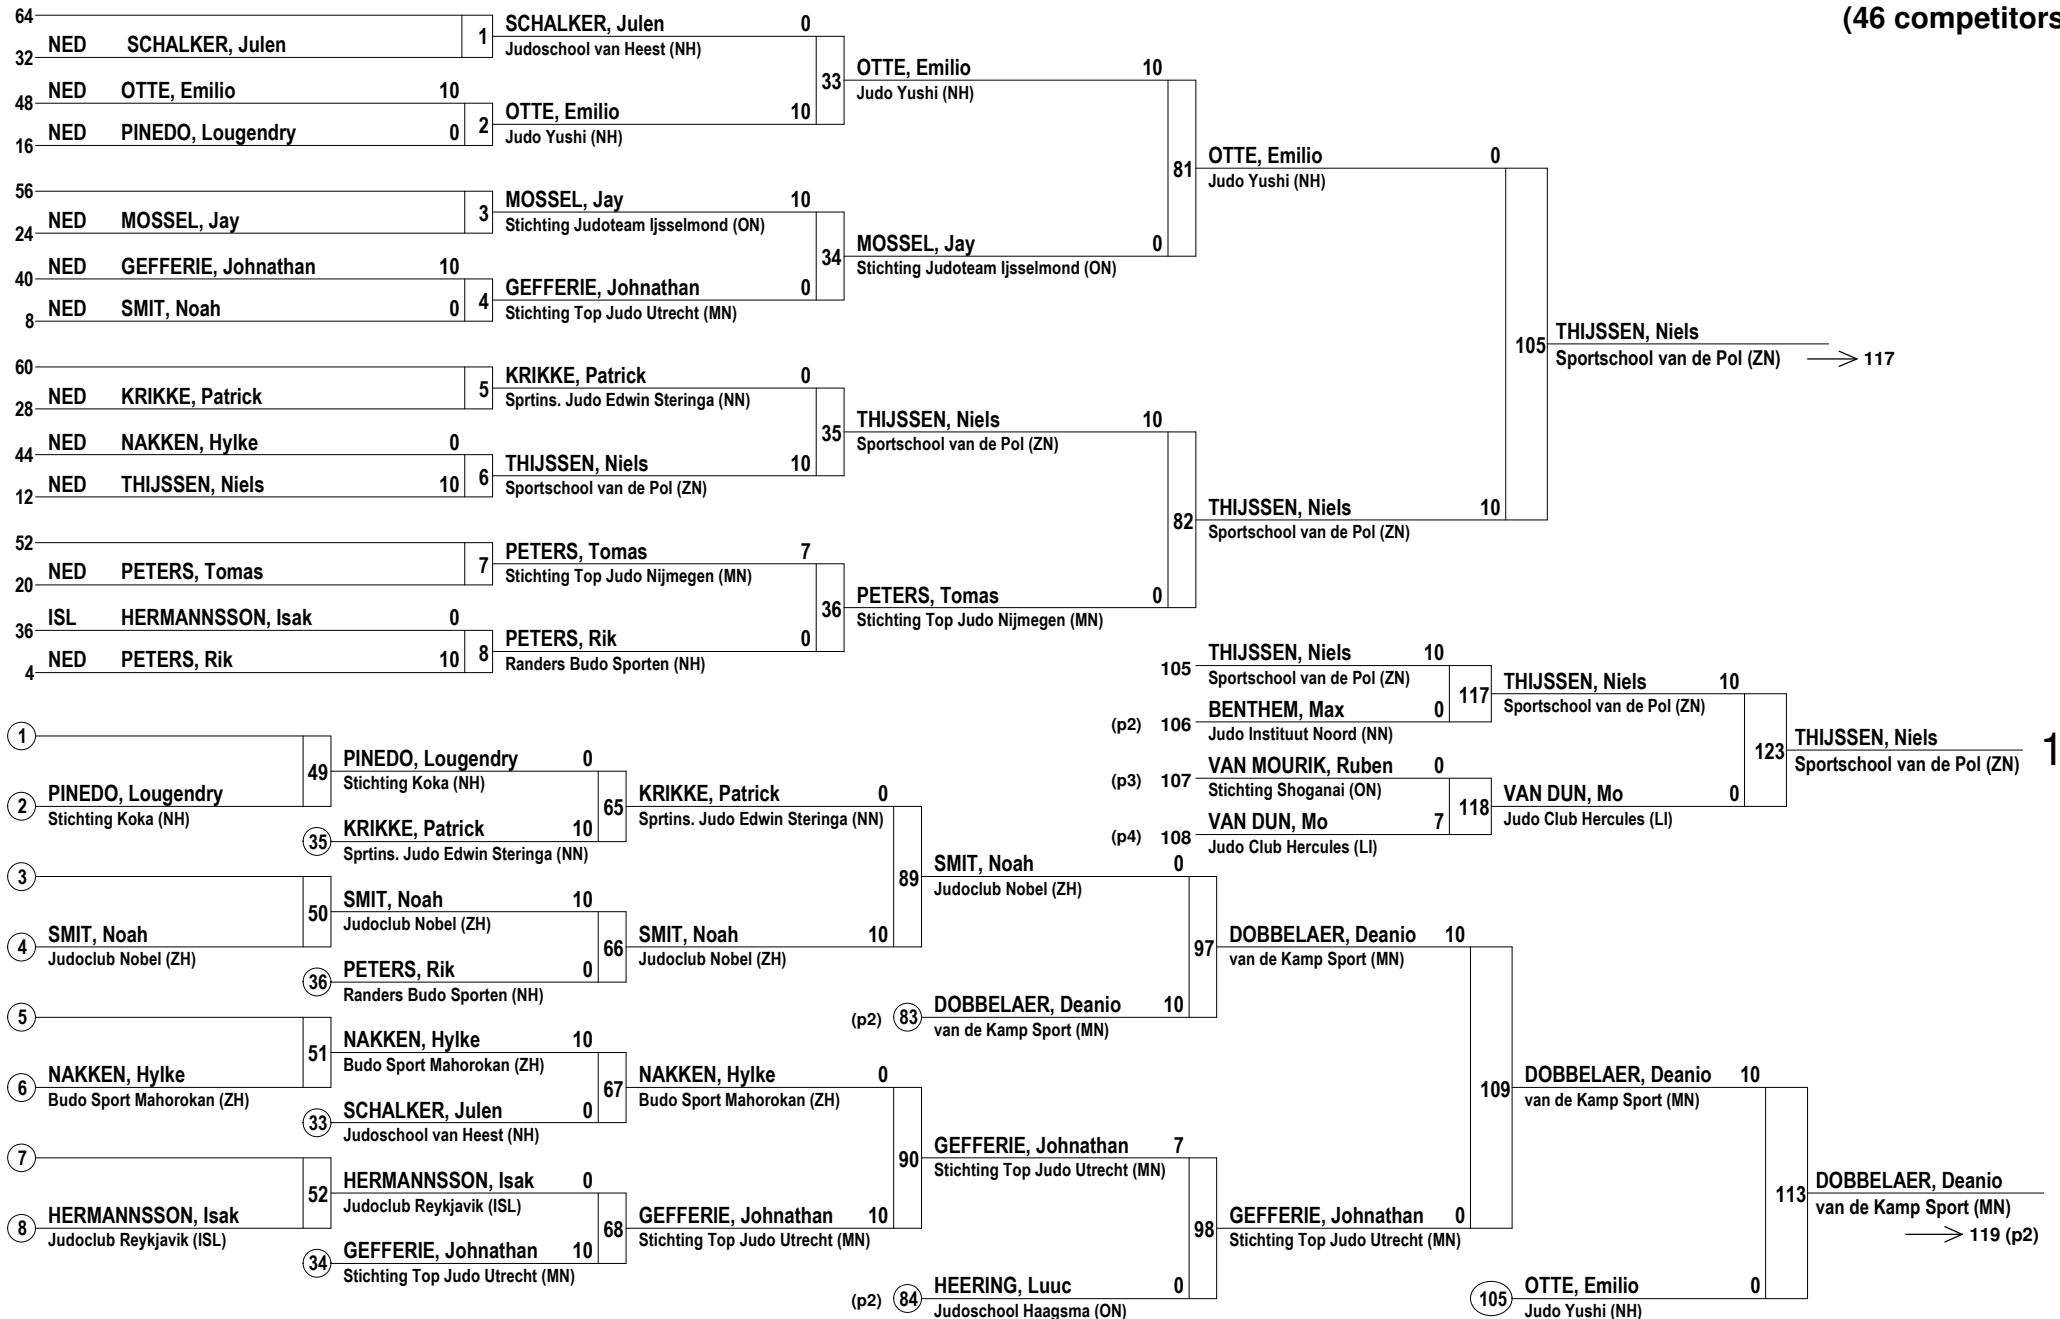 (46 competitors
64
NED SCHALKER, Julen
32
1
SCHALKER, Julen 0
Judoschool van Heest (NH)
NED OTTE, Emilio 10
48
NED PINEDO, Lougendry 0
16
2
OTTE, Emilio 10
Judo Yushi (NH)
33
OTTE, Emilio 10
Judo Yushi (NH)
56
NED MOSSEL, Jay
24
3
MOSSEL, Jay 10
Stichting Judoteam Ijsselmond (ON)
NED GEFFERIE, Johnathan 10
40
NED SMIT, Noah 0
8
4
GEFFERIE, Johnathan 0
Stichting Top Judo Utrecht (MN)
34
MOSSEL, Jay 0
Stichting Judoteam Ijsselmond (ON)
81
OTTE, Emilio 0
Judo Yushi (NH)
60
NED KRIKKE, Patrick
28
5
KRIKKE, Patrick 0
Sprtins. Judo Edwin Steringa (NN)
NED NAKKEN, Hylke 0
44
NED THIJSSEN, Niels 10
12
6
THIJSSEN, Niels 10
Sportschool van de Pol (ZN)
35
THIJSSEN, Niels 10
Sportschool van de Pol (ZN)
52
NED PETERS, Tomas
20
7
PETERS, Tomas 7
Stichting Top Judo Nijmegen (MN)
ISL HERMANNSSON, Isak 0
36
NED PETERS, Rik 10
4
8
PETERS, Rik 0
Randers Budo Sporten (NH)
36
PETERS, Tomas 0
Stichting Top Judo Nijmegen (MN)
82
THIJSSEN, Niels 10
Sportschool van de Pol (ZN)
105
THIJSSEN, Niels
Sportschool van de Pol (ZN) 117
105 THIJSSEN, Niels 10
Sportschool van de Pol (ZN)
(p2) 106 BENTHEM, Max 0
Judo Instituut Noord (NN)
117
THIJSSEN, Niels 10
Sportschool van de Pol (ZN)
(p3) 107 VAN MOURIK, Ruben 0
Stichting Shoganai (ON)
(p4) 108 VAN DUN, Mo 7
Judo Club Hercules (LI)
118
VAN DUN, Mo 0
Judo Club Hercules (LI)
123
THIJSSEN, Niels 1
Sportschool van de Pol (ZN)
1
2 PINEDO, Lougendry
Stichting Koka (NH)
49
PINEDO, Lougendry 0
Stichting Koka (NH)
35 KRIKKE, Patrick 10
Sprtins. Judo Edwin Steringa (NN)
65
KRIKKE, Patrick 0
Sprtins. Judo Edwin Steringa (NN)
3
4 SMIT, Noah
Judoclub Nobel (ZH)
50
SMIT, Noah 10
Judoclub Nobel (ZH)
36 PETERS, Rik 0
Randers Budo Sporten (NH)
66
SMIT, Noah 10
Judoclub Nobel (ZH)
89
SMIT, Noah 0
Judoclub Nobel (ZH)
(p2) 83 DOBBELAER, Deanio 10
van de Kamp Sport (MN)
97
DOBBELAER, Deanio 10
van de Kamp Sport (MN)
5
6 NAKKEN, Hylke
Budo Sport Mahorokan (ZH)
51
NAKKEN, Hylke 10
Budo Sport Mahorokan (ZH)
33 SCHALKER, Julen 0
Judoschool van Heest (NH)
67
NAKKEN, Hylke 0
Budo Sport Mahorokan (ZH)
7
8 HERMANNSSON, Isak
Judoclub Reykjavik (ISL)
52
HERMANNSSON, Isak 0
Judoclub Reykjavik (ISL)
34 GEFFERIE, Johnathan 10
Stichting Top Judo Utrecht (MN)
68
GEFFERIE, Johnathan 10
Stichting Top Judo Utrecht (MN)
90
GEFFERIE, Johnathan 7
Stichting Top Judo Utrecht (MN)
(p2) 84 HEERING, Luuc 0
Judoschool Haagsma (ON)
98
GEFFERIE, Johnathan 0
Stichting Top Judo Utrecht (MN)
109
DOBBELAER, Deanio 10
van de Kamp Sport (MN)
105 OTTE, Emilio 0
Judo Yushi (NH)
113
DOBBELAER, Deanio
van de Kamp Sport (MN)
119 (p2)